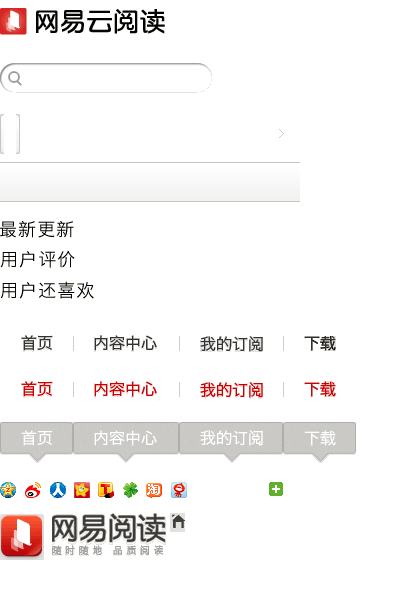 网易云阅读
最新更新
用户评价
用户还喜欢
首页 内容中心 我的订阅 下载
首页 内容中心 我的订阅 下载
首页 内容中心 我的订阅 下载
淘
网易阅读
随时随地 品质阅读